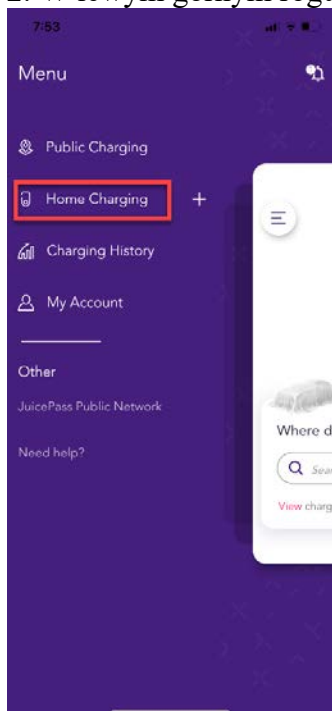 7:53
Menu
Public Charging
Home Charging +
Charging History
My Account
Other
JuicePass Public Network
Need help?
Where d
View charg